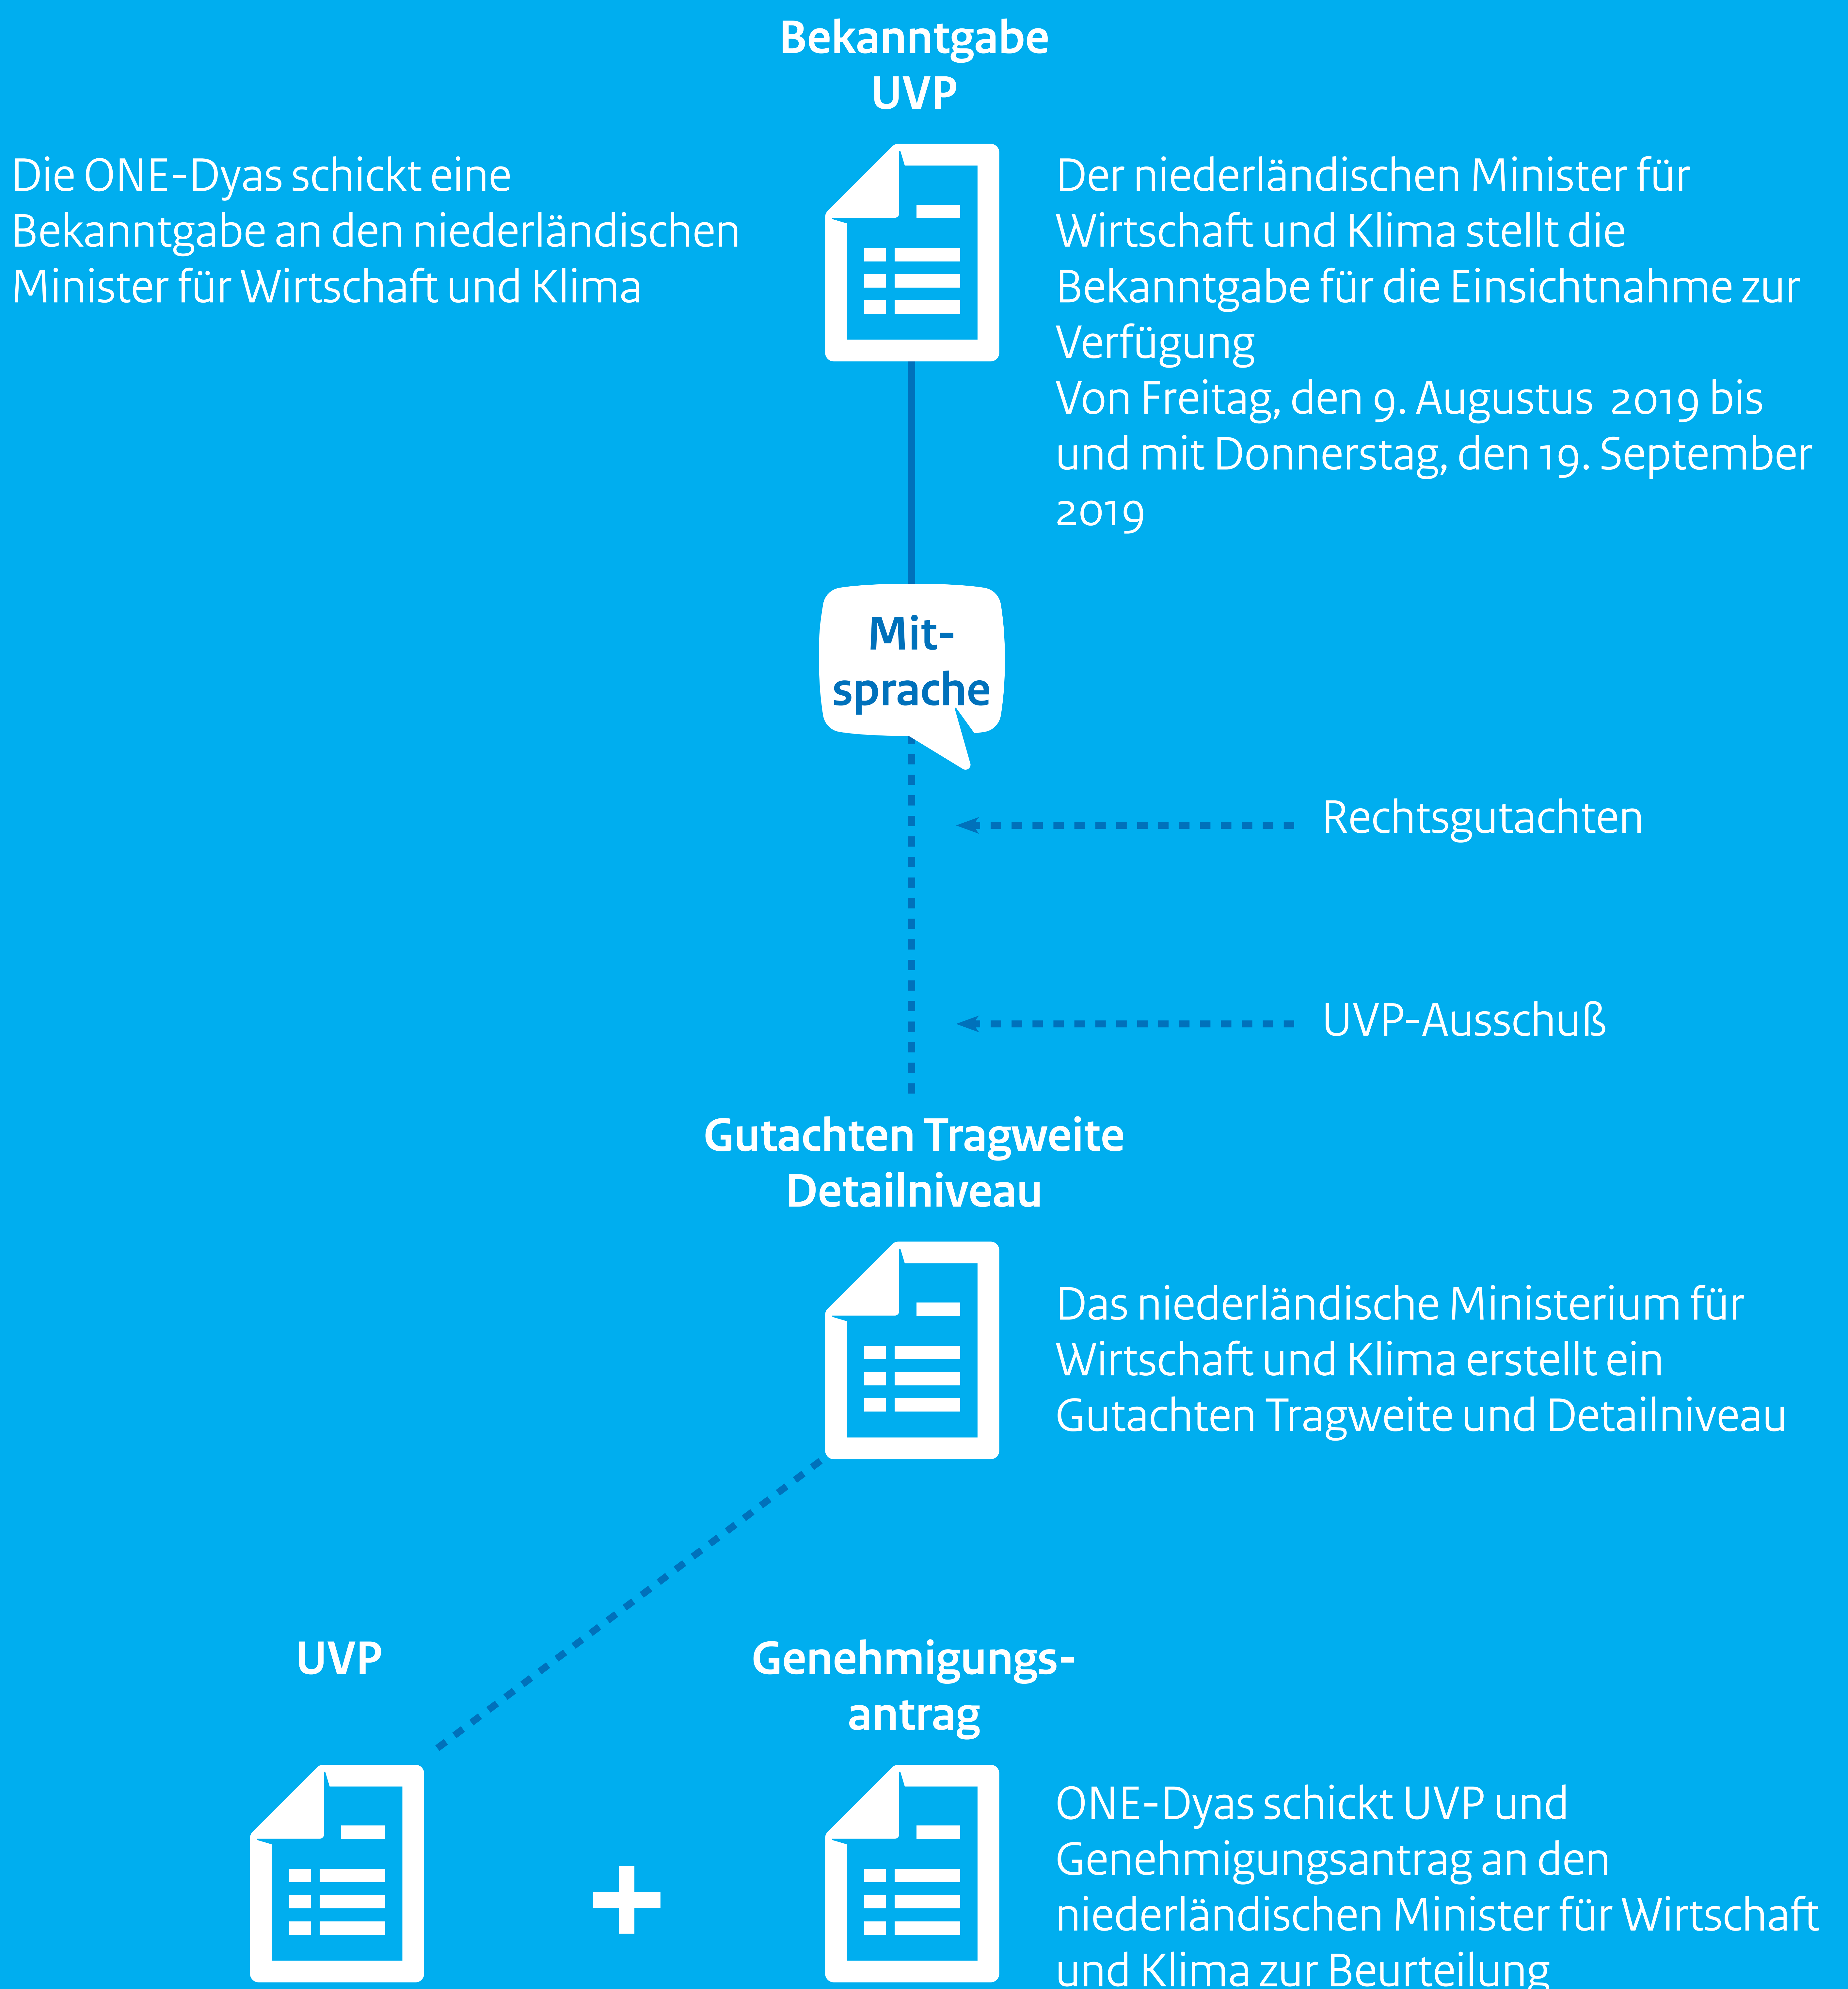 Bekanntgabe
UVP
Die ONE-Dyas schickt eine
Bekanntgabe an den niederländischen
Minister für Wirtschaft und Klima
Der niederländischen Minister für
Wirtschaft und Klima stellt die
Bekanntgabe für die Einsichtnahme zur
Verfügung
Von Freitag, den 9. Augustus 2019 bis
und mit Donnerstag, den 19. September
2019
Mit-
sprache
Rechtsgutachten
UVP-Ausschuß
Gutachten Tragweite
Detailniveau
Das niederländische Ministerium für
Wirtschaft und Klima erstellt ein
Gutachten Tragweite und Detailniveau
UVP
Genehmigungs-
antrag
+
ONE-Dyas schickt UVP und
Genehmigungsantrag an den
niederländischen Minister für Wirtschaft
und Klima zur Beurteilung